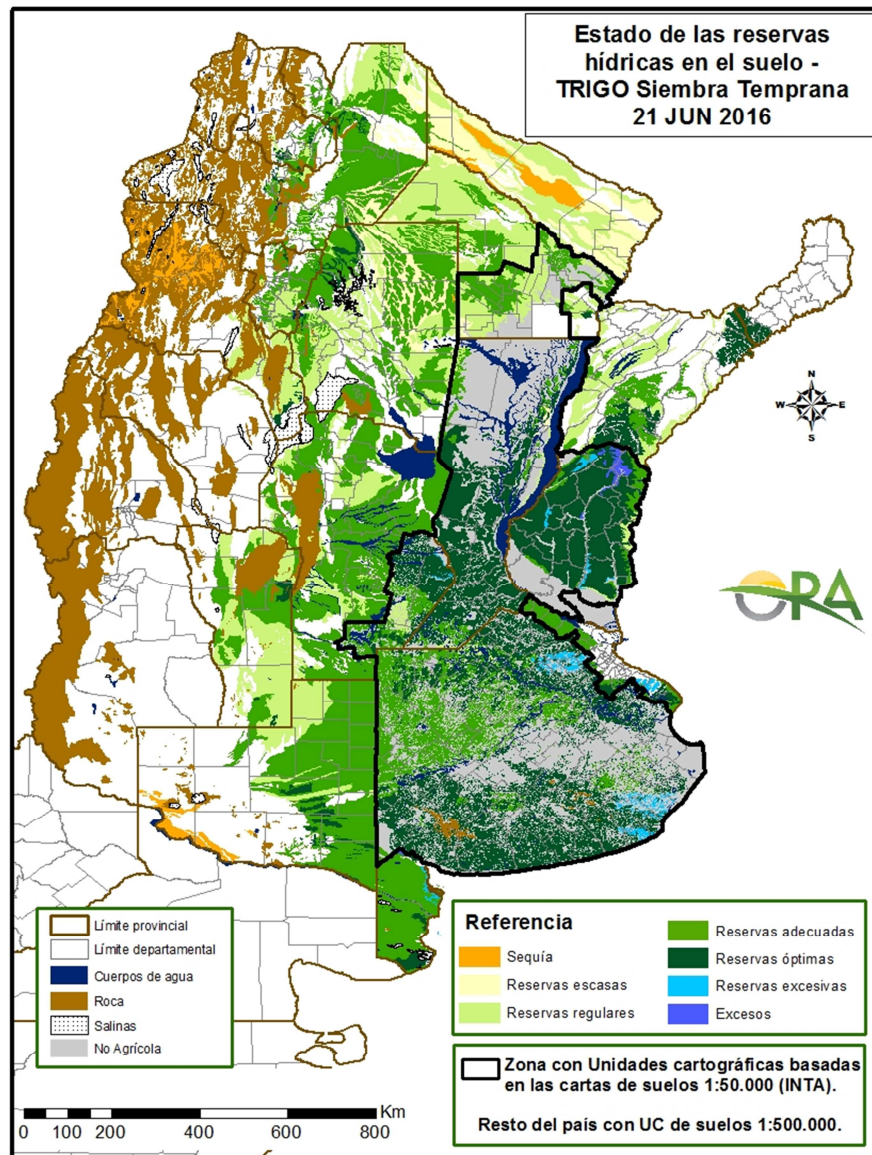 Estado de las reservas
hídricas en el suelo -
TRIGO Siembra Temprana
21 JUN 2016
N
W
E
S
ORA
Límite provincial
Límite departamental
Cuerpos de agua
Roca
Salinas
No Agrícola
Referencia
Sequía
Reservas escasas
Reservas regulares
Reservas adecuadas
Reservas óptimas
Reservas excesivas
Excesos
Zona con Unidades cartográficas basadas
en las cartas de suelos 1:50.000 (INTA).
Resto del país con UC de suelos 1:500.000.
Km
0 100 200 400 600 800